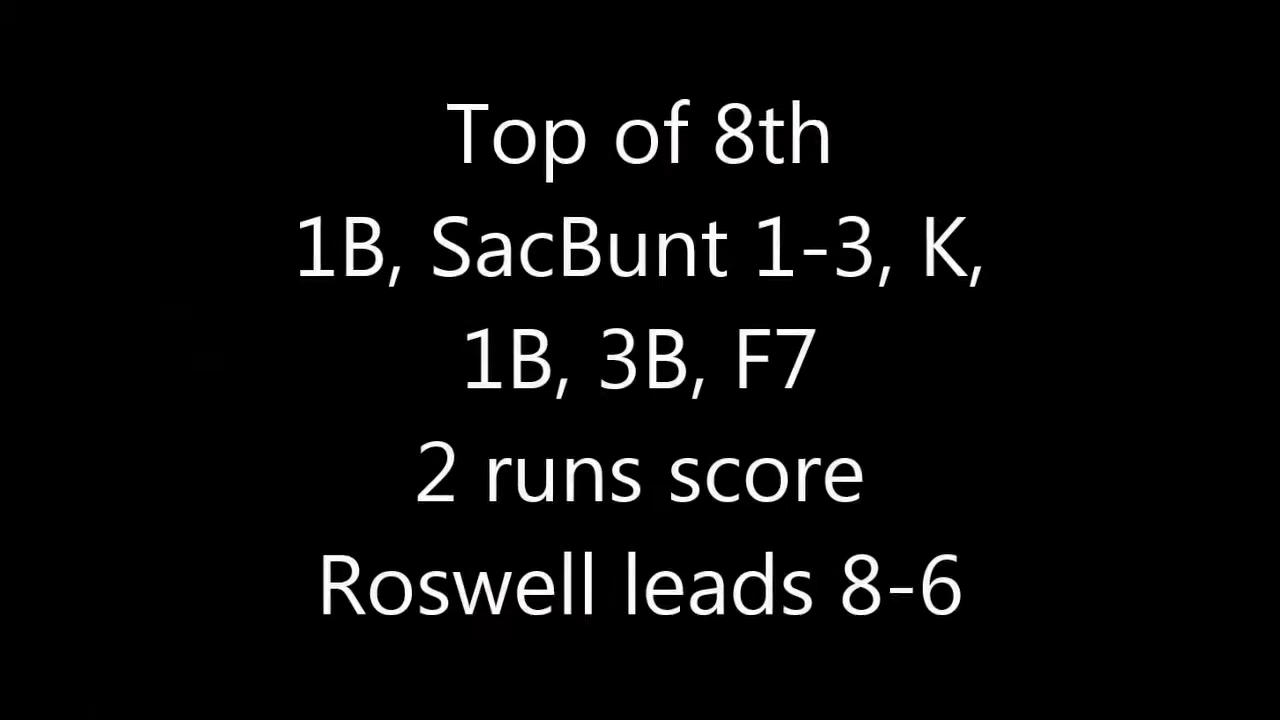 Top of 8th
1B, SacBunt 1-3, K,
1B, 3B, F7
2 runs score
Roswell leads 8-6